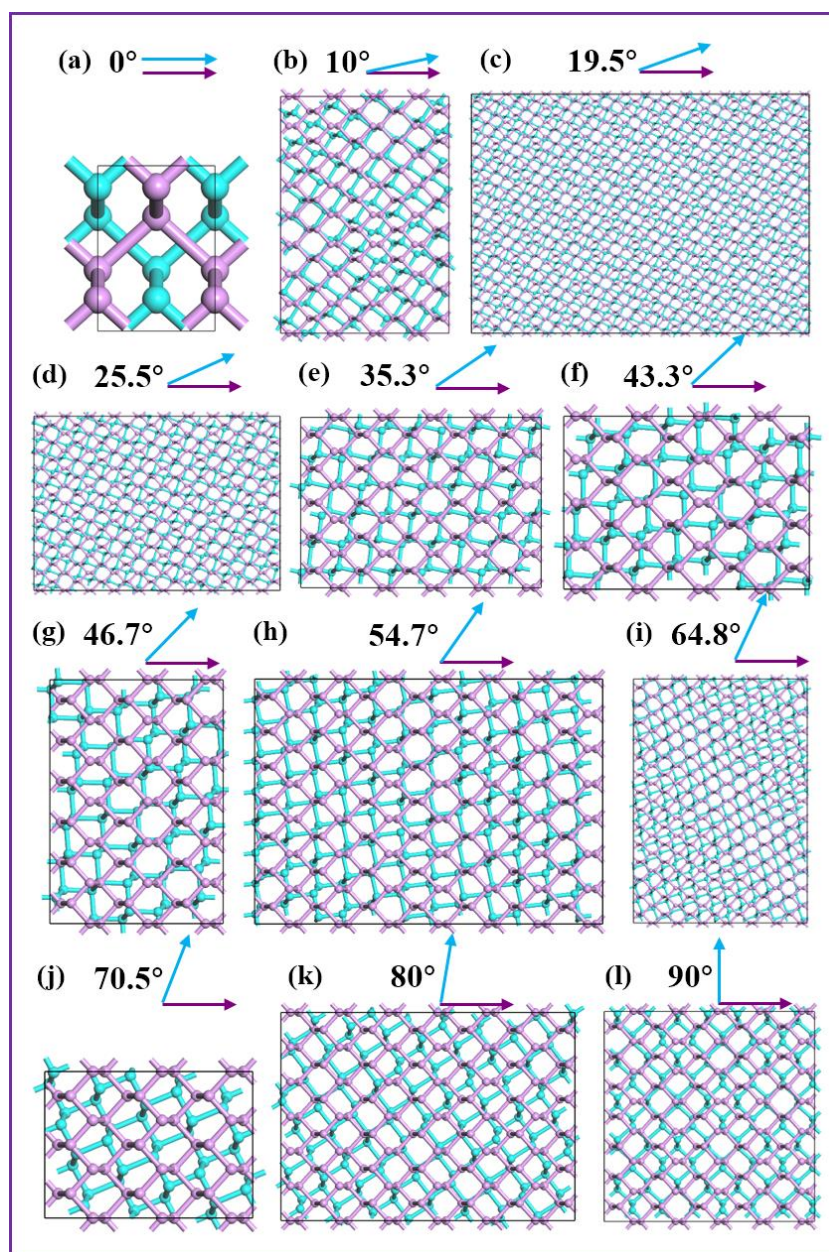 (a) 0° (b) 10° (c) 19.5°
(d) 25.5° (e) 35.3° (f) 43.3°
(g) 46.7° (h) 54.7° (i) 64.8°
(j) 70.5° (k) 80° (l) 90°